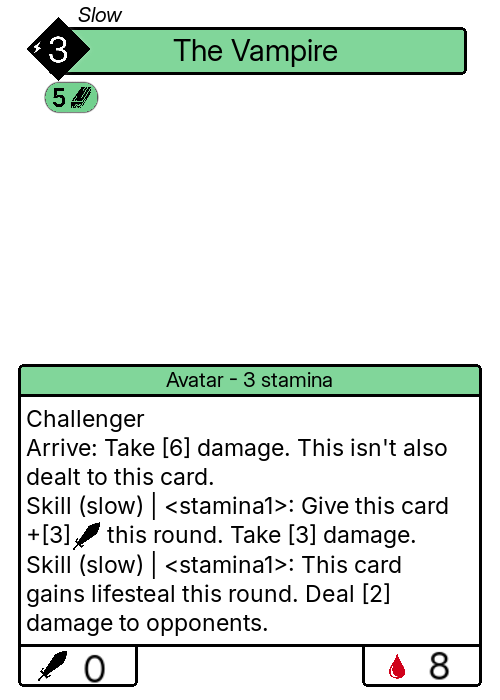 Slow
3
The Vampire
5
Avatar - 3 stamina
Challenger
Arrive: Take [6] damage. This isn't also
dealt to this card.
Skill (slow) | <stamina1>: Give this card
+[3] this round. Take [3] damage.
Skill (slow) | <stamina1>: This card
gains lifesteal this round. Deal [2]
damage to opponents.
0
8